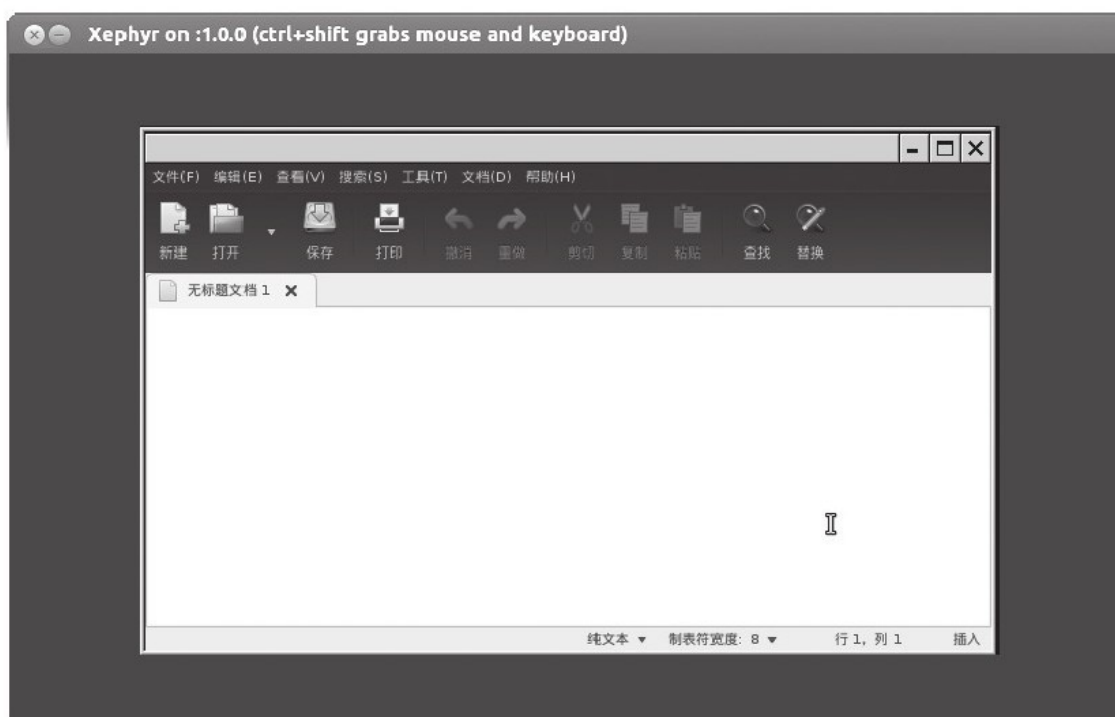 Xephyr on :1.0.0 (ctrl+shift grabs mouse and keyboard)
文件(F) 编辑(E) 查看(V) 搜索(S) 工具(T) 文档(D) 帮助(H)
新建 打开 保存 打印 撤消 重做 剪切 复制 粘贴 查找 替换
无标题文档 1
纯文本 制表符宽度: 8 行 1, 列 1 插入